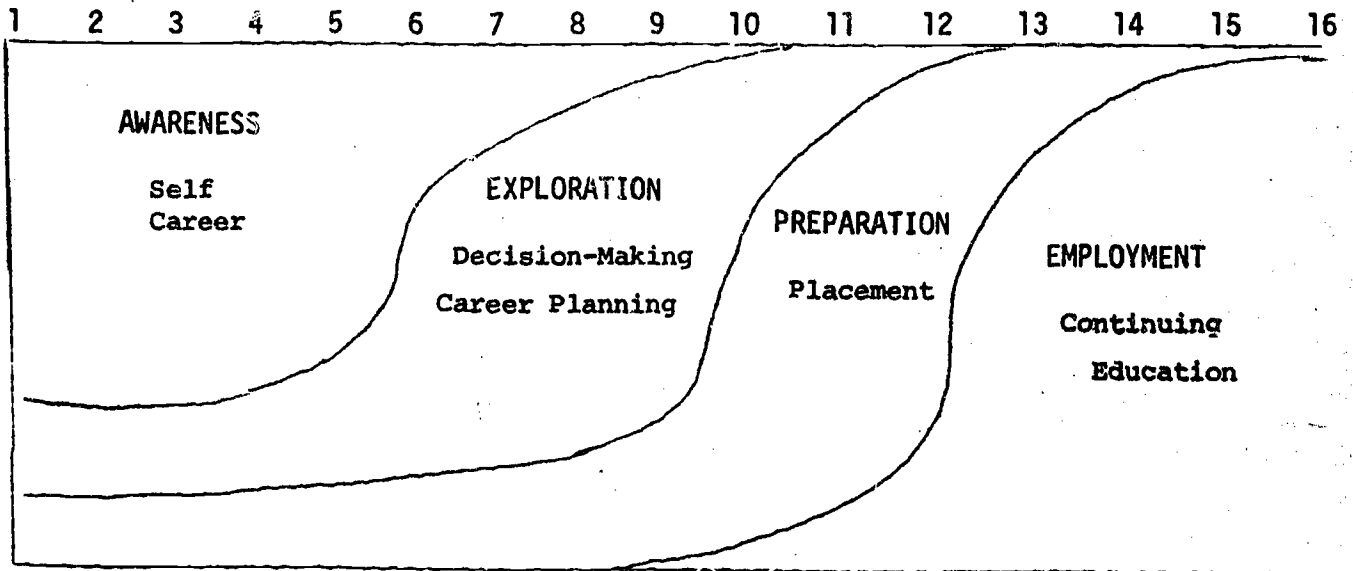 1 2 3 4 5 6 7 8 9 10 11 12 13 14 15 16
AWARENESS
Self
Career
EXPLORATION
Decision-Making
Career Planning
PREPARATION
Placement
EMPLOYMENT
Continuing
Education